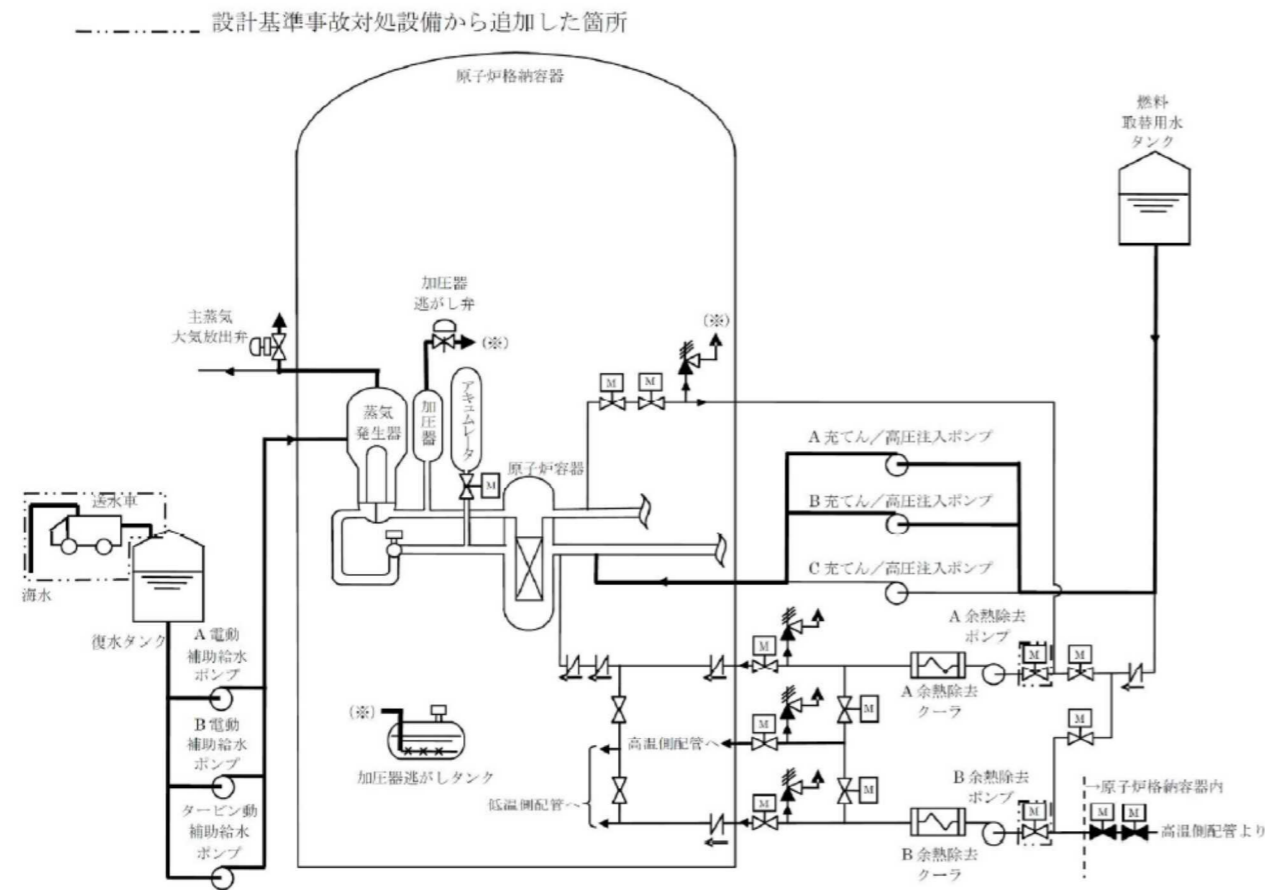 設計基準事故対処設備から追加した箇所
原子炉格納容器
燃料
取替用水
タンク
加圧器
逃がし弁
主蒸気
大気放出弁
(※)
(※)
M
M
蒸気
発生器
加圧器
アキュムレータ
A充てん/高圧注入ポンプ
原子炉容器
M
B充てん/高圧注入ポンプ
送水車
C充てん/高圧注入ポンプ
海水
復水タンク
A電動
補助給水
ポンプ
A余熱除去
ポンプ
M
M
M
A余熱除去
クーラ
M
(※)
B電動
補助給水
ポンプ
高温側配管へ
M
M
加圧器逃がしタンク
M
B余熱除去
ポンプ
→原子炉格納容器内
低温側配管へ
タービン動
補助給水
ポンプ
M
M
M
M
高温側配管より
B余熱除去
クーラ